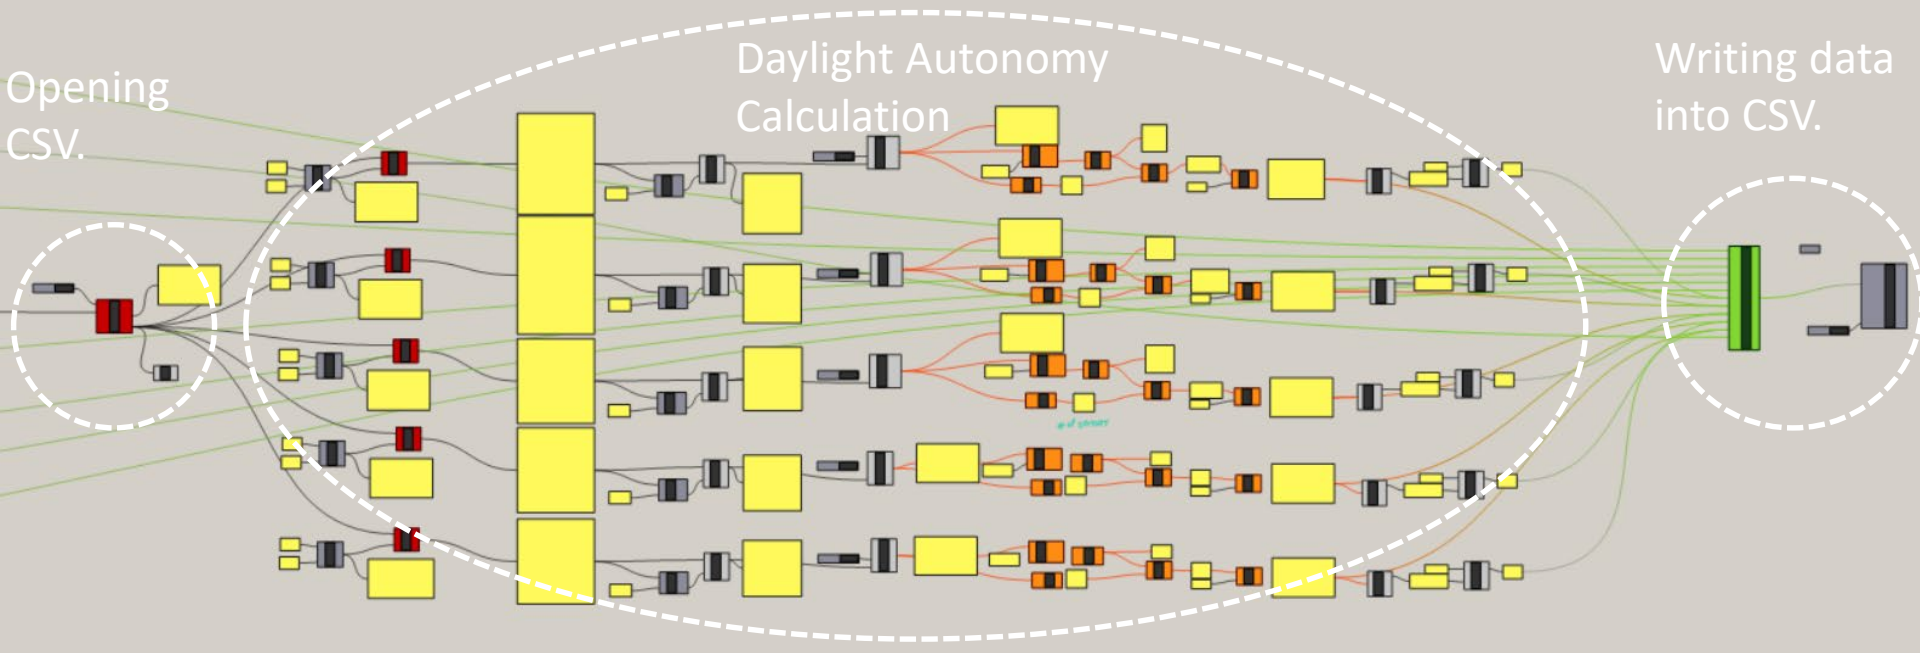 Opening
CSV.
Daylight Autonomy
Calculation
Writing data
into CSV.